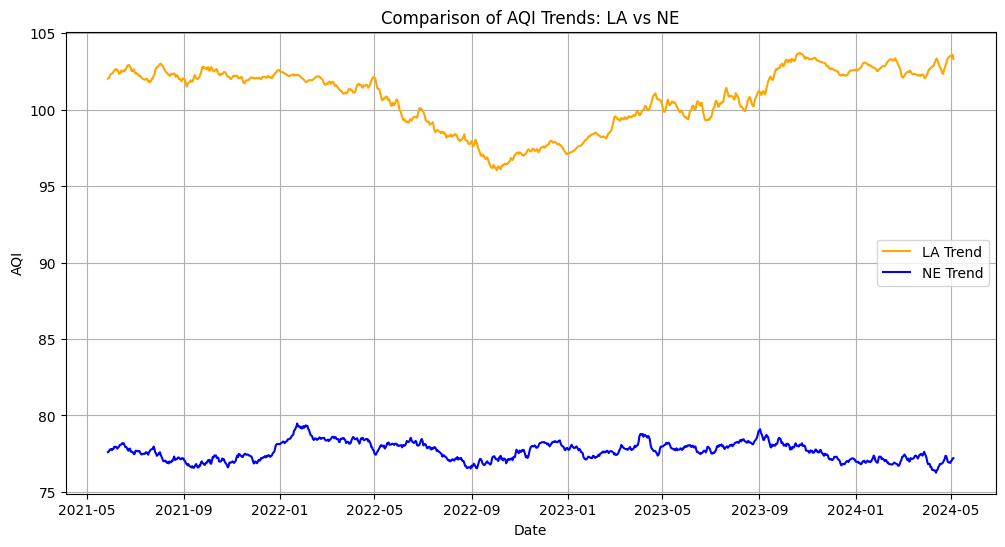 Comparison of AQI Trends: LA vs NE
105
100
95
90
85
80
75
AQI
LA Trend
NE Trend
2021-05 2021-09 2022-01 2022-05 2022-09 2023-01 2023-05 2023-09 2024-01 2024-05
Date